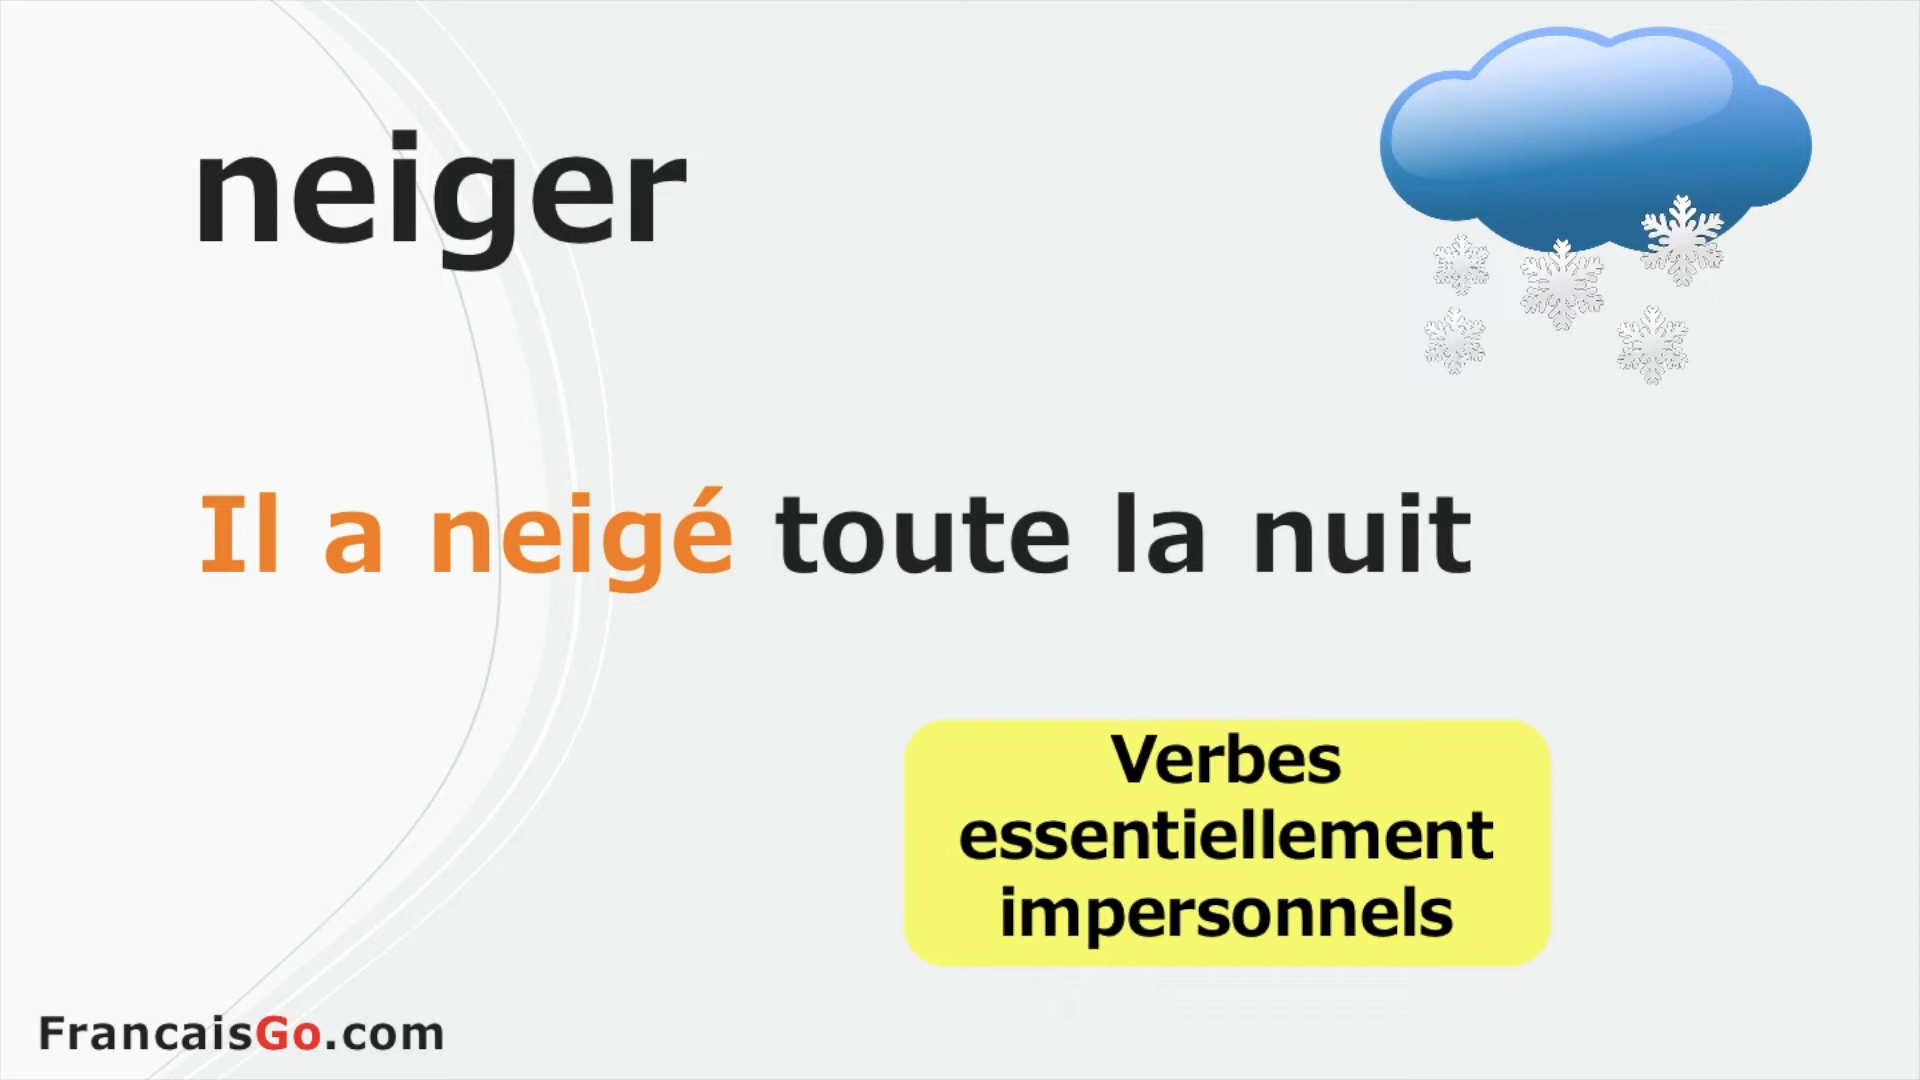 neiger
Il a neigé toute la nuit
Verbes
essentiellement
impersonnels
FrancaisGo.com